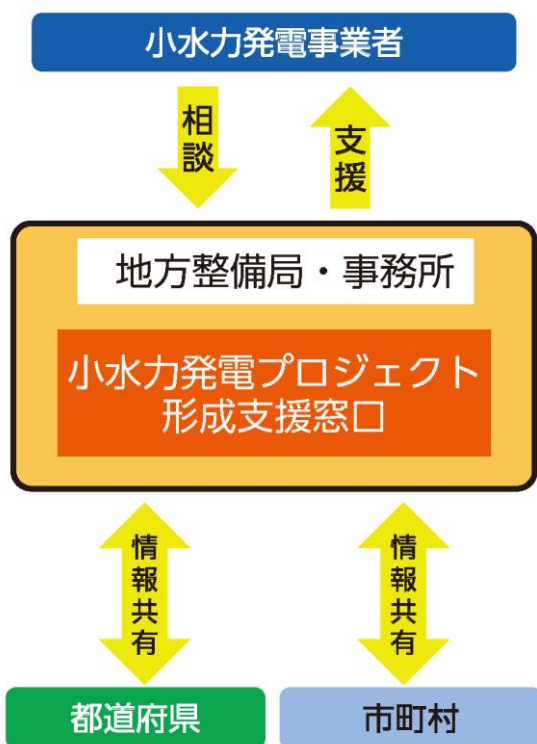 小水力発電事業者
相談
支援
地方整備局・事務所
小水力発電プロジェクト
形成支援窓口
情報共有
情報共有
都道府県
市町村